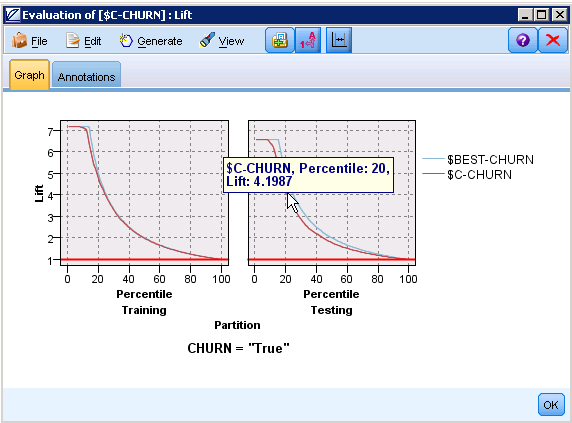 Evaluation of [$C-CHURN] : Lift
File Edit Generate View
Graph Annotations
$C-CHURN, Percentile: 20,
Lift: 4.1987
$BEST-CHURN
$C-CHURN
Lift
7
6
5
4
3
2
1
0 20 40 60 80 100
0 20 40 60 80 100
Percentile Percentile
Training Testing
Partition
CHURN = "True"
OK